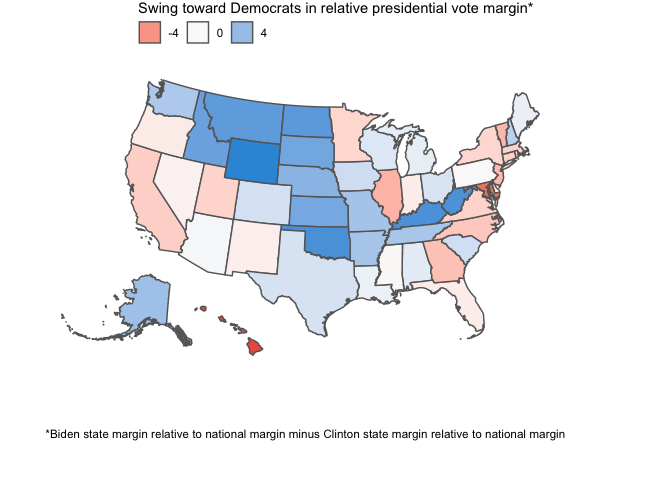 Swing toward Democrats in relative presidential vote margin*
-4 0 4
*Biden state margin relative to national margin minus Clinton state margin relative to national margin